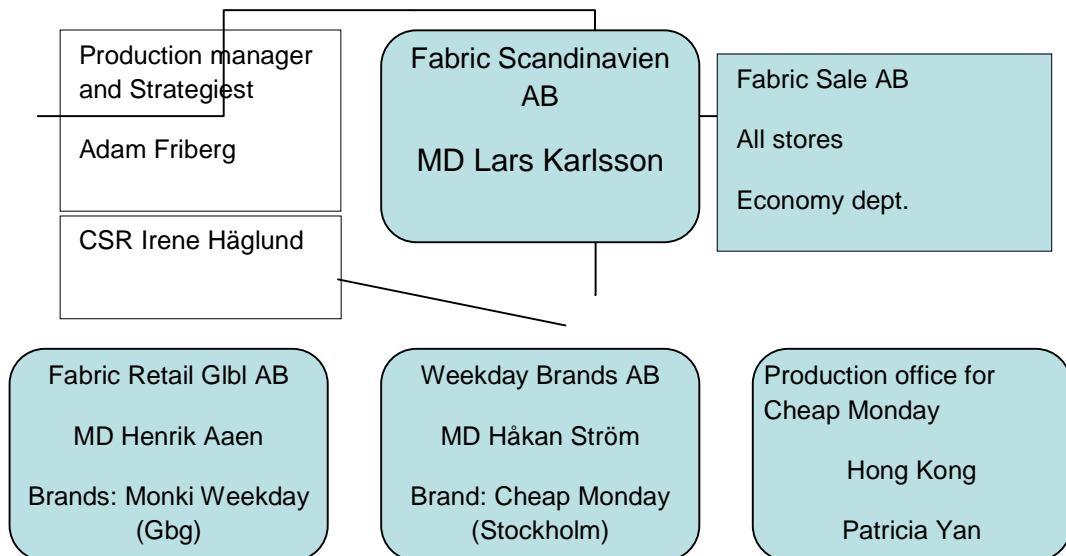 Production manager
and Strategiest
Adam Friberg
Fabric Scandinavien
AB
MD Lars Karlsson
Fabric Sale AB
All stores
Economy dept.
CSR Irene Häglund
Fabric Retail Glbl AB
MD Henrik Aaen
Brands: Monki Weekday
(Gbg)
Weekday Brands AB
MD Håkan Ström
Brand: Cheap Monday
(Stockholm)
Production office for
Cheap Monday
Hong Kong
Patricia Yan